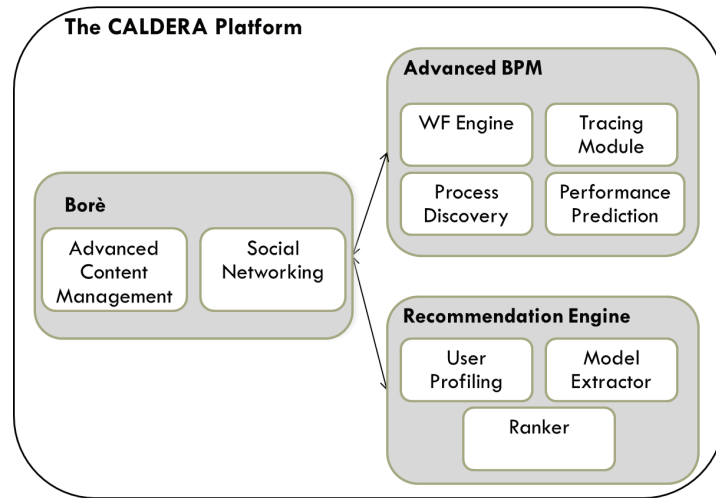 The CALDERA Platform
Advanced BPM
WF Engine
Tracing
Module
Process
Discovery
Performance
Prediction
Borè
Advanced
Content
Management
Social
Networking
Recommendation Engine
User
Profiling
Model
Extractor
Ranker